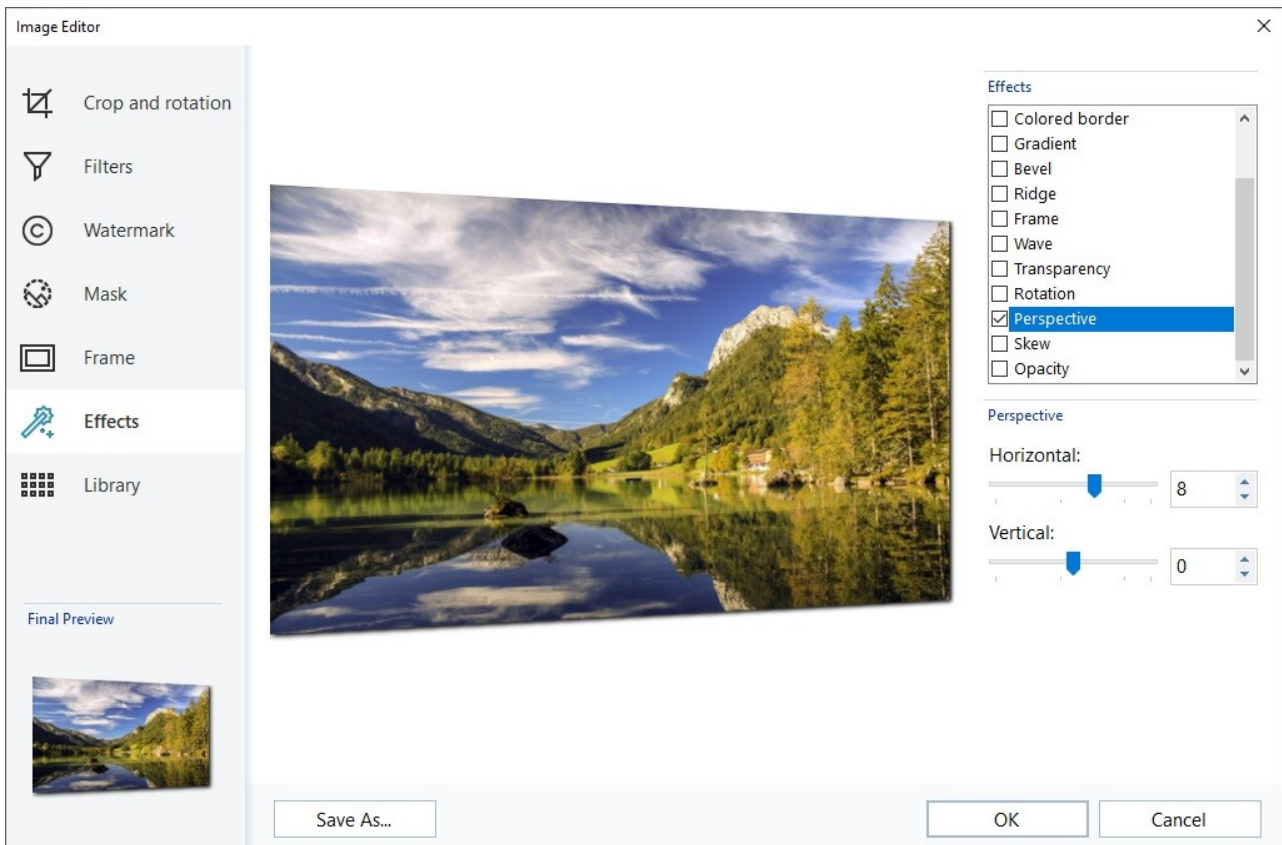 Image Editor
Crop and rotation
Filters
Watermark
Mask
Frame
Effects
Library
Final Preview
Effects
Colored border
Gradient
Bevel
Ridge
Frame
Wave
Transparency
Rotation
Perspective
Skew
Opacity
Perspective
Horizontal:
8
Vertical:
0
Save As...
OK
Cancel